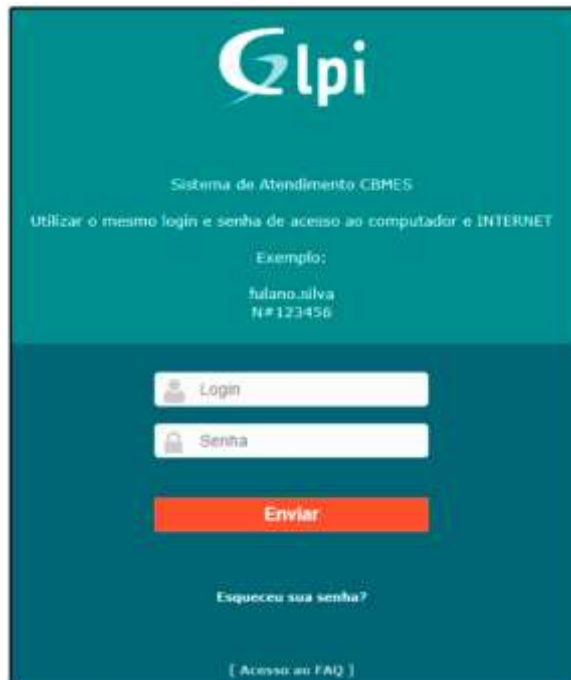 Glpi
Sistema de Atendimento CBMES
Utilizar o mesmo login e senha de acesso ao computador e INTERNET
Exemplo:
fulano.silva
N#123456
Login
Senha
Enviar
Esqueceu sua senha?
[ Acesso ao FAQ ]